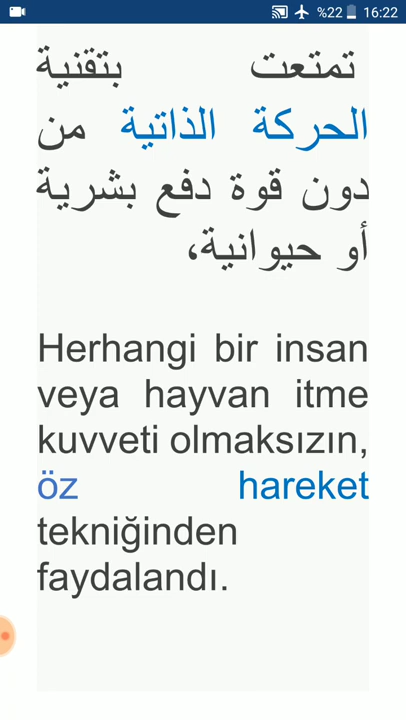 %22 16:22
تمتعت بتقنية
الحركة الذاتية من
دون قوة دفع بشرية
أو حيوانية،
Herhangi bir insan
veya hayvan itme
kuvveti olmaksızın,
öz hareket
tekniğinden
faydalandı.